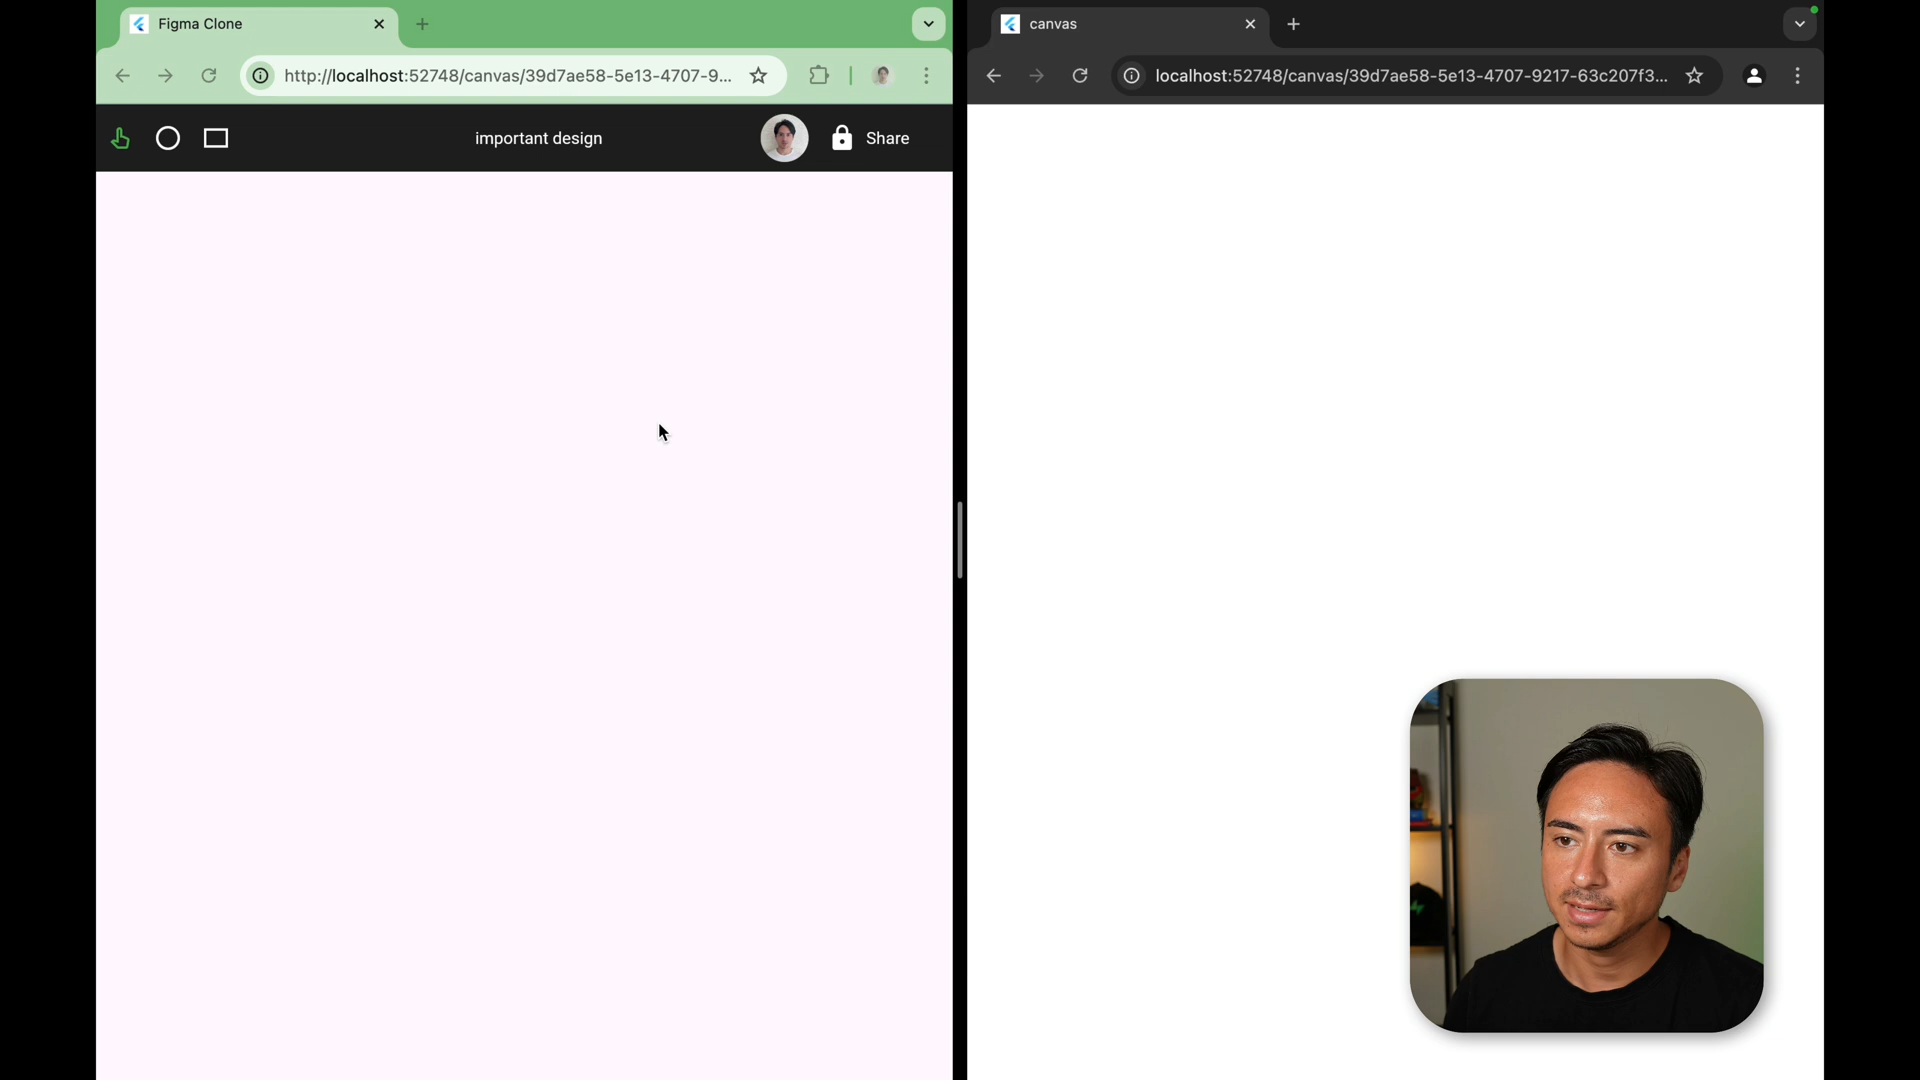 Figma Clone
http://localhost:52748/canvas/39d7ae58-5e13-4707-9...
important design
Share
canvas
localhost:52748/canvas/39d7ae58-5e13-4707-9217-63c207f3...